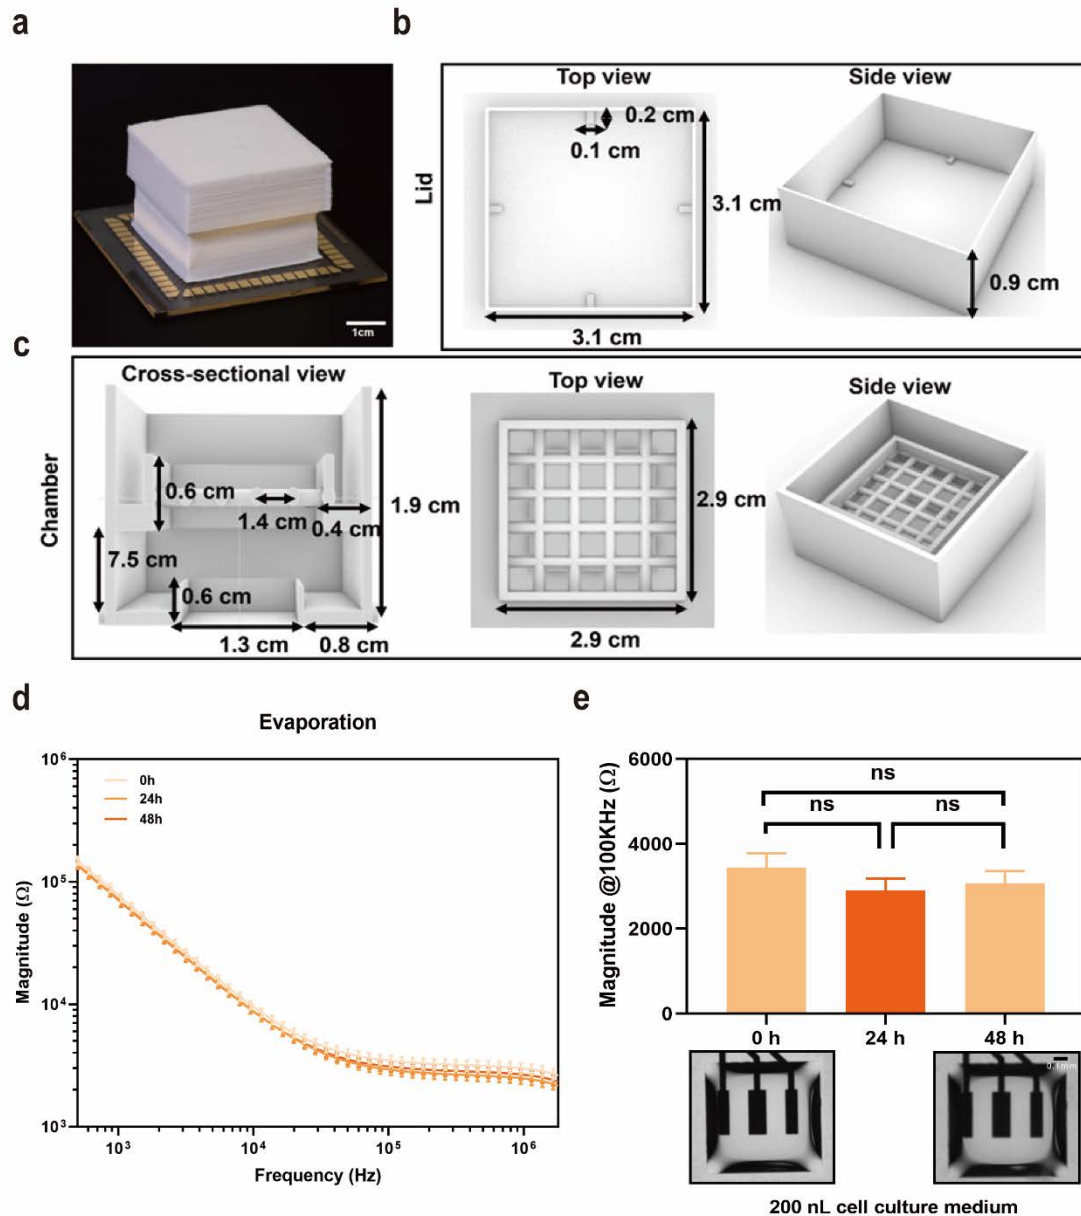 a
1cm
b
Lid
Top view
0.2 cm
0.1 cm
3.1 cm
3.1 cm
Side view
0.9 cm
c
Chamber
Cross-sectional view
0.6 cm
1.4 cm
0.4 cm
1.9 cm
7.5 cm
0.6 cm
1.3 cm
0.8 cm
Top view
2.9 cm
2.9 cm
Side view
d
Evaporation
0h
24h
48h
Magnitude (Ω)
10⁶
10⁵
10⁴
10³
10³
10⁴
10⁵
10⁶
Frequency (Hz)
e
Magnitude @100KHz (Ω)
6000
4000
2000
0
ns
ns
ns
0 h
24 h
48 h
0.1mm
200 nL cell culture medium